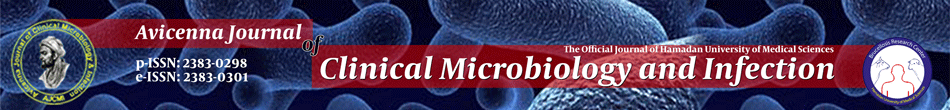 Avicenna Journal
of
The Official Journal of Hamadan University of Medical Sciences
Clinical Microbiology and Infection
p-ISSN: 2383-0298
e-ISSN: 2383-0301
AJCMI